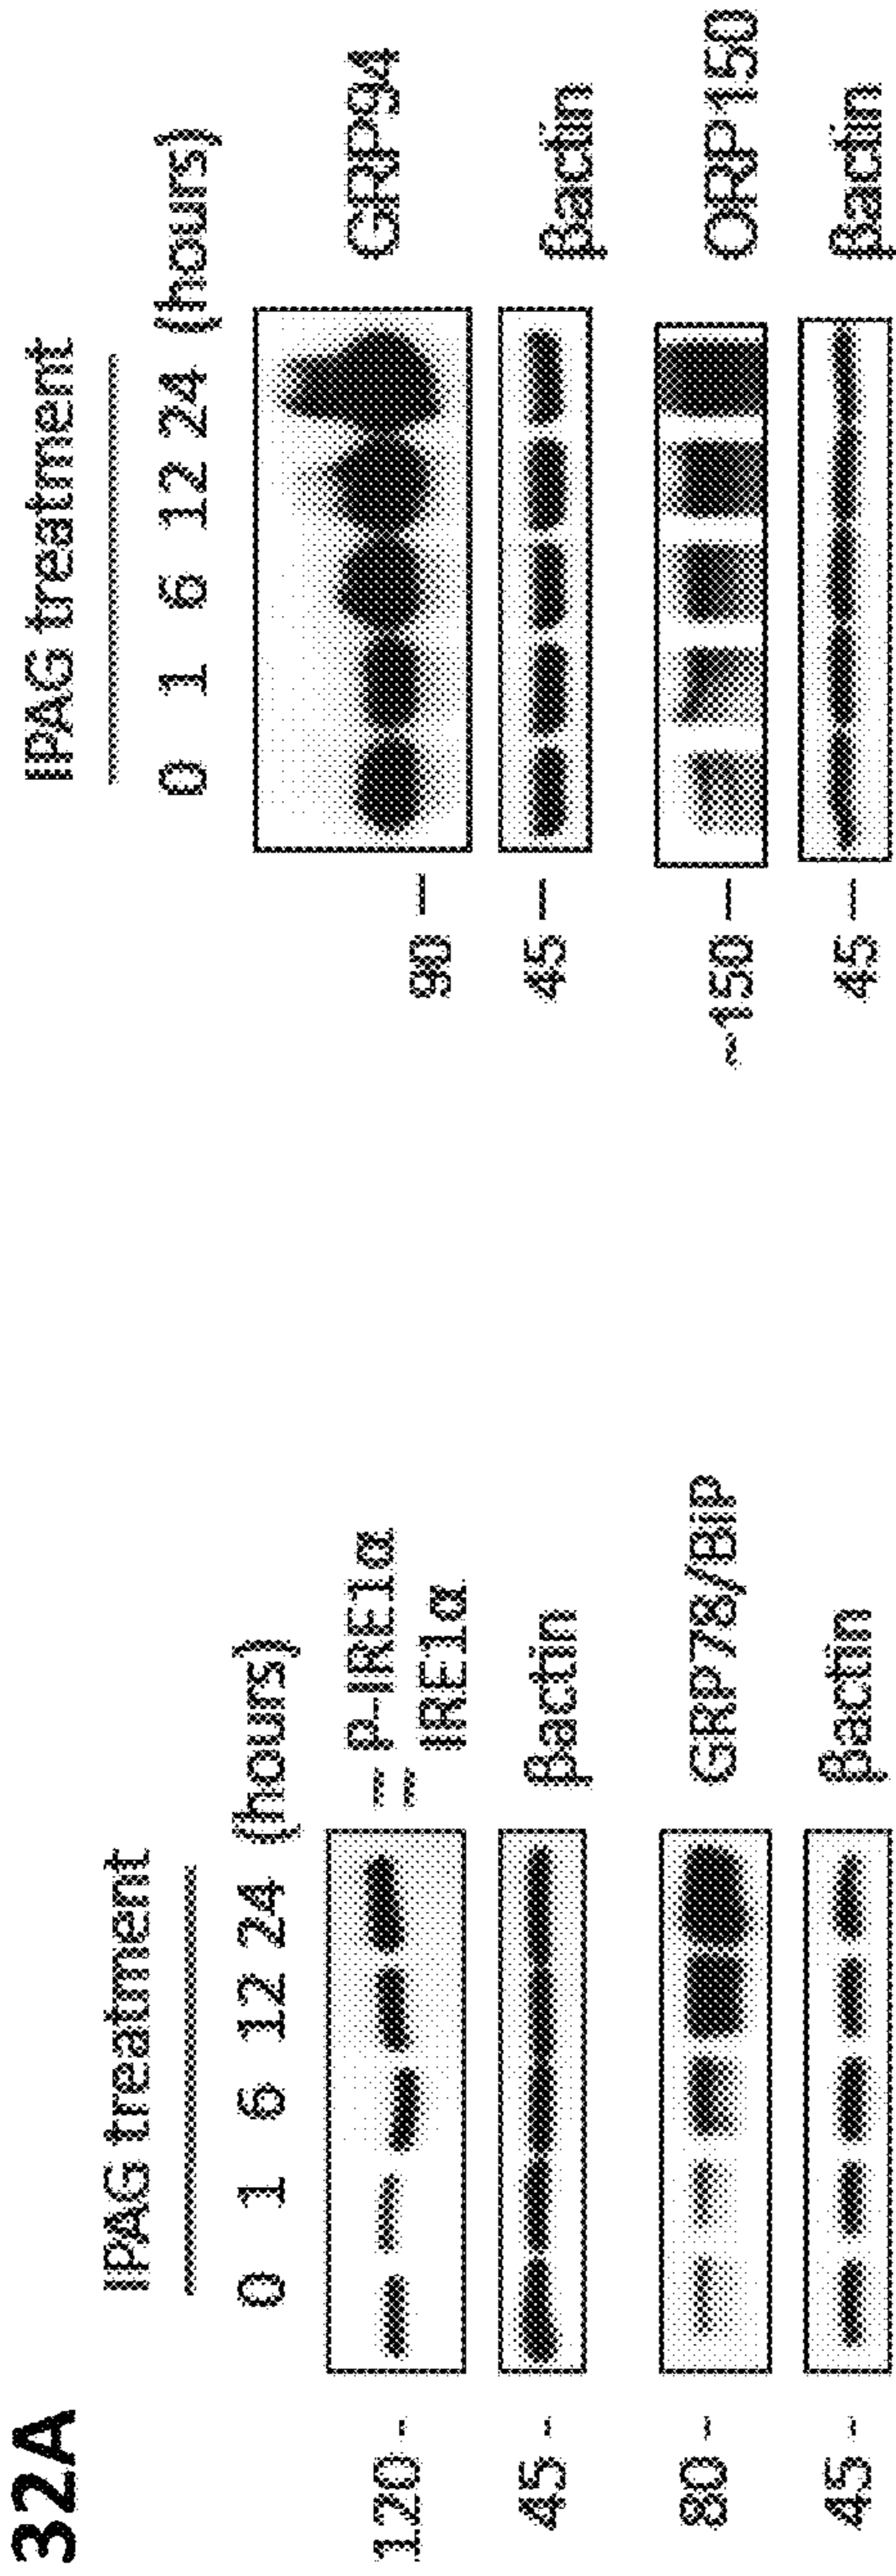 32A
IPAG treatment
0 1 6 12 24 (hours)
120 - P-IRE1α
IRE1α
45 - βactin
80 - GRP78/BiP
45 - βactin
IPAG treatment
0 1 6 12 24 (hours)
90 — GRP94
45 — βactin
~150 — ORP150
45 — βactin